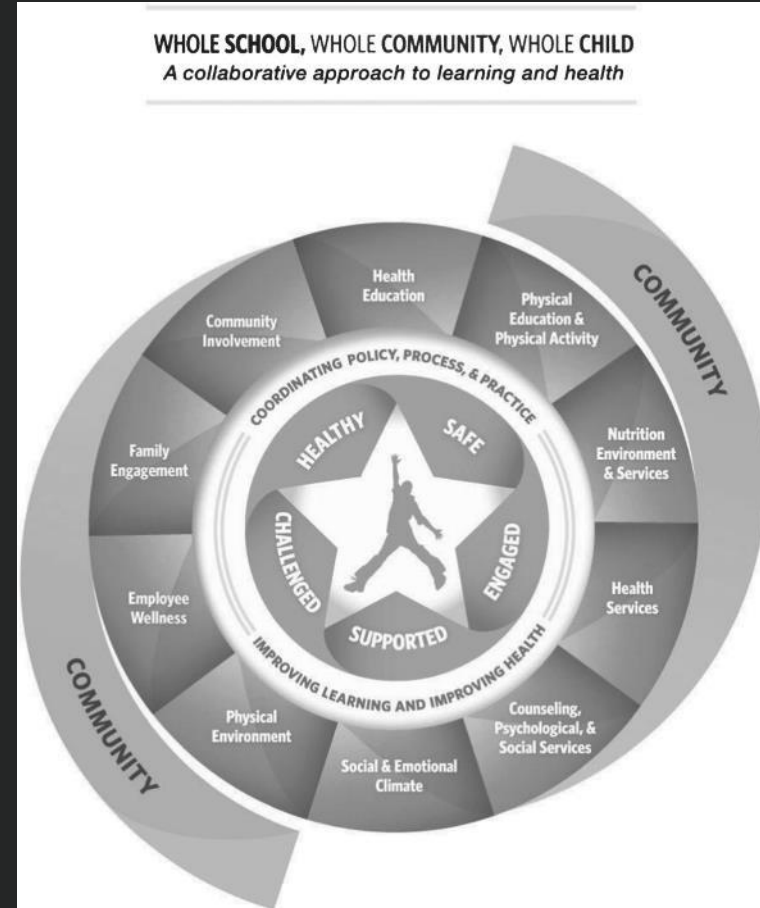 WHOLE SCHOOL, WHOLE COMMUNITY, WHOLE CHILD
A collaborative approach to learning and health
COMMUNITY
Health
Education
Physical
Education &
Physical Activity
Nutrition
Environment
& Services
Health
Services
Counseling,
Psychological, &
Social Services
Social & Emotional
Climate
Physical
Environment
Employee
Wellness
Family
Engagement
Community
Involvement
COORDINATING POLICY, PROCESS, & PRACTICE
IMPROVING LEARNING AND IMPROVING HEALTH
HEALTHY
SAFE
ENGAGED
SUPPORTED
CHALLENGED
COMMUNITY